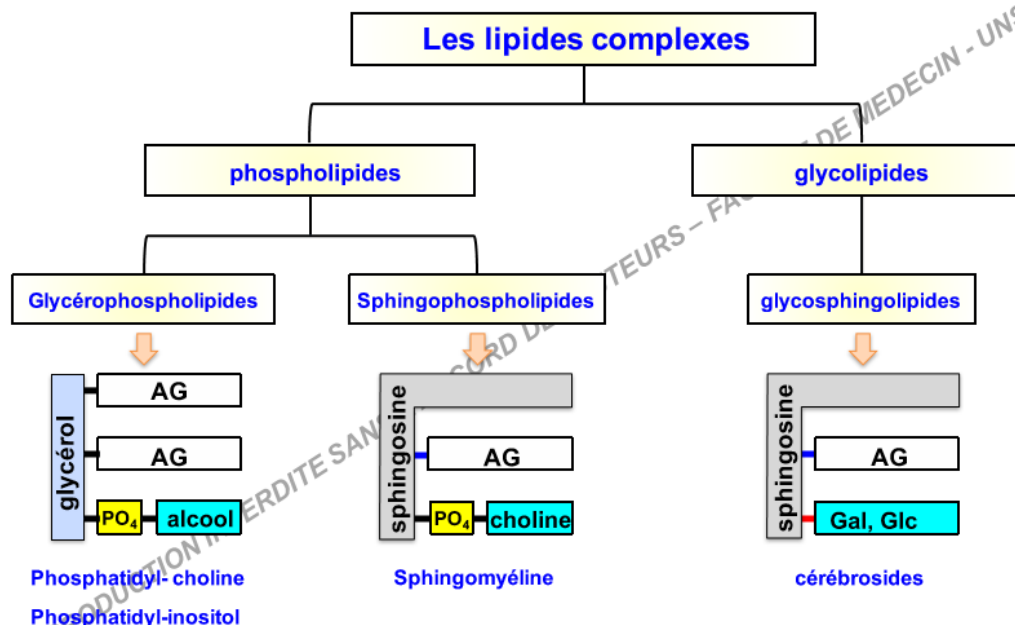 Les lipides complexes
phospholipides
glycolipides
Glycérophospholipides
Sphingophospholipides
glycosphingolipides
glycérol
AG
AG
PO₄
alcool
Phosphatidyl- choline
Phosphatidyl-inositol
sphingosine
AG
PO₄
choline
Sphingomyéline
sphingosine
AG
Gal, Glc
cérébrosides